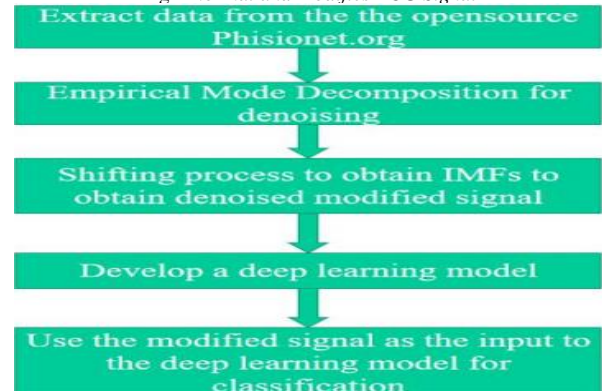 Extract data from the the opensource
Phisionet.org
Empirical Mode Decomposition for
denoising
Shifting process to obtain IMFs to
obtain denoised modified signal
Develop a deep learning model
Use the modified signal as the input to
the deep learning model for
classification